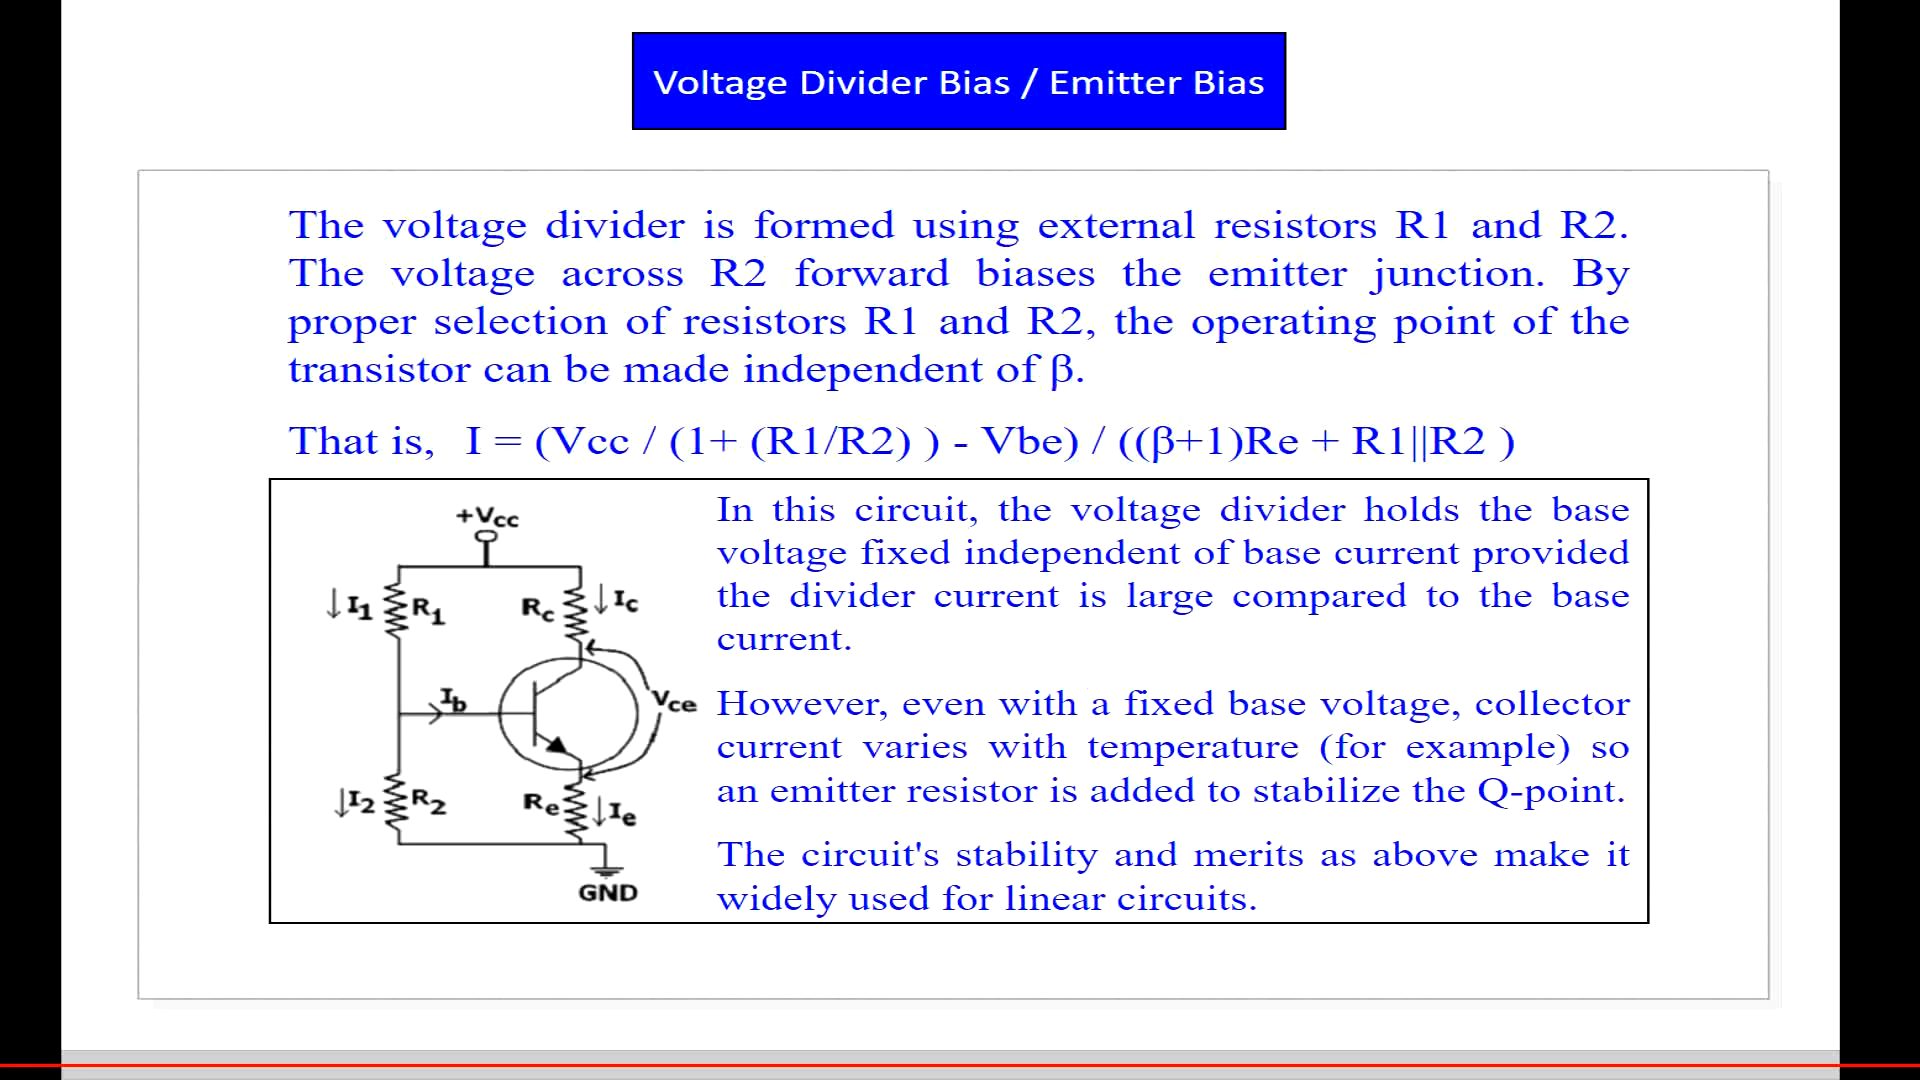 Voltage Divider Bias / Emitter Bias
The voltage divider is formed using external resistors R1 and R2.
The voltage across R2 forward biases the emitter junction. By
proper selection of resistors R1 and R2, the operating point of the
transistor can be made independent of β.
That is, I = (Vcc / (1+ (R1/R2) ) - Vbe) / ((β+1)Re + R1||R2 )
+Vcc
↓I1
R1
Rc
↓Ic
Ib
Vce
↓I2
R2
Re
↓Ie
GND
In this circuit, the voltage divider holds the base
voltage fixed independent of base current provided
the divider current is large compared to the base
current.
However, even with a fixed base voltage, collector
current varies with temperature (for example) so
an emitter resistor is added to stabilize the Q-point.
The circuit's stability and merits as above make it
widely used for linear circuits.